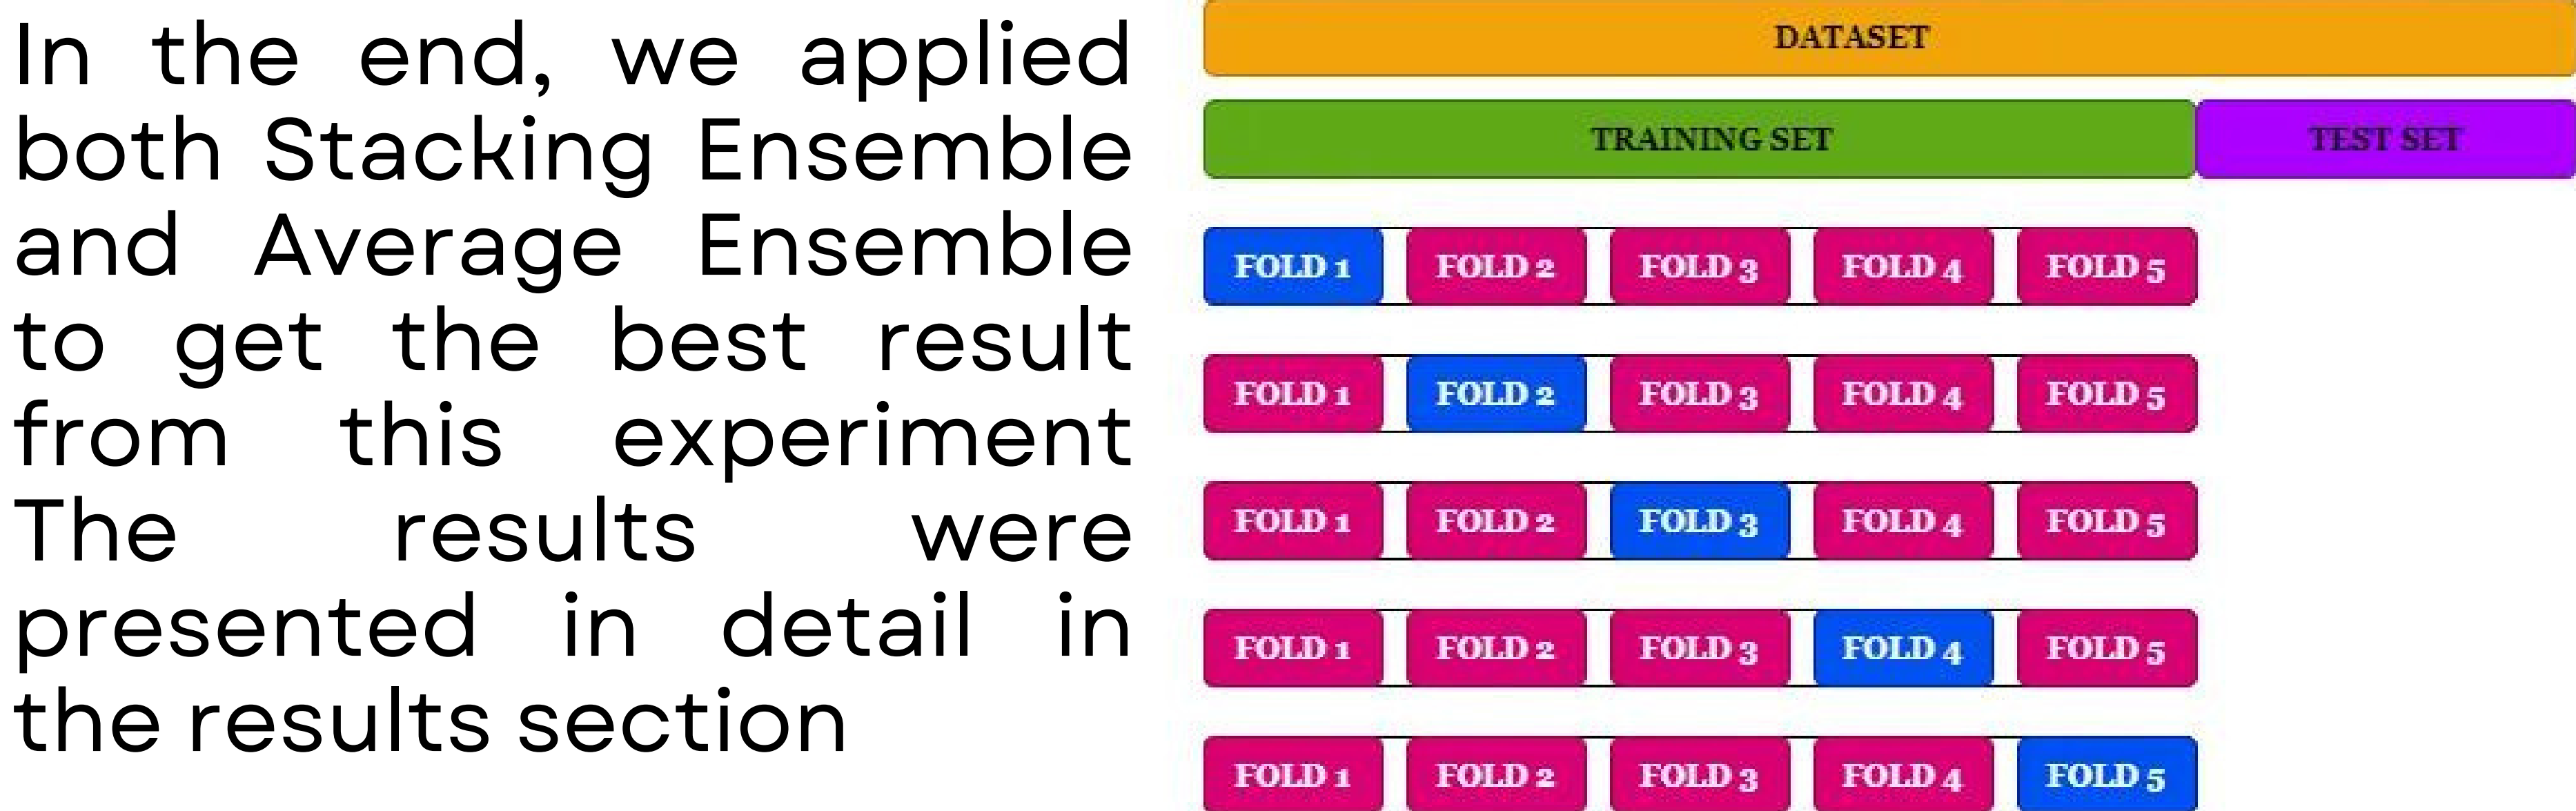 In the end, we applied
both Stacking Ensemble
and Average Ensemble
to get the best result
from this experiment
The results were
presented in detail in
the results section
DATASET
TRAINING SET TEST SET
FOLD 1 FOLD 2 FOLD 3 FOLD 4 FOLD 5
FOLD 1 FOLD 2 FOLD 3 FOLD 4 FOLD 5
FOLD 1 FOLD 2 FOLD 3 FOLD 4 FOLD 5
FOLD 1 FOLD 2 FOLD 3 FOLD 4 FOLD 5
FOLD 1 FOLD 2 FOLD 3 FOLD 4 FOLD 5